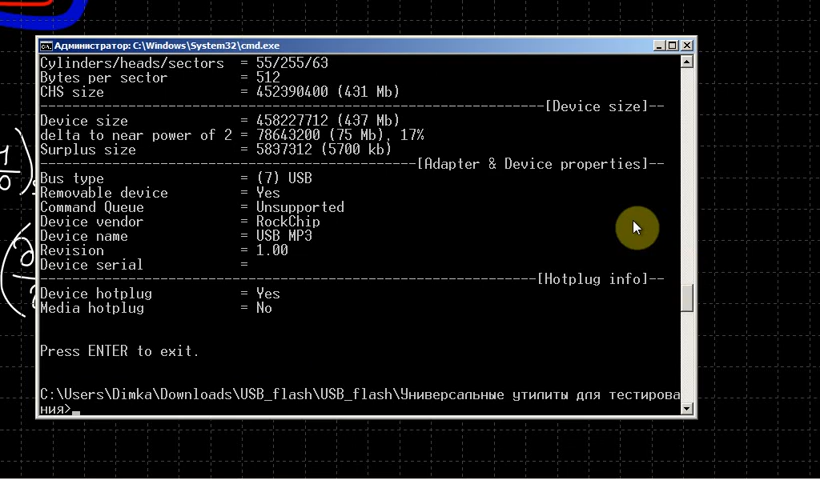 Администратор: C:\Windows\System32\cmd.exe
Cylinders/heads/sectors = 55/255/63
Bytes per sector = 512
CHS size = 452390400 (431 Mb)
[Device size]
Device size = 458227712 (437 Mb)
delta to near power of 2 = 78643200 (75 Mb), 17%
Surplus size = 5837312 (5700 kb)
[Adapter & Device properties]
Bus type = (7) USB
Removable device = Yes
Command Queue = Unsupported
Device vendor = RockChip
Device name = USB MP3
Revision = 1.00
Device serial =
[Hotplug info]
Device hotplug = Yes
Media hotplug = No
Press ENTER to exit.
C:\Users\Dimka\Downloads\USB_flash\USB_flash\Универсальные утилиты для тестирова
ния>_